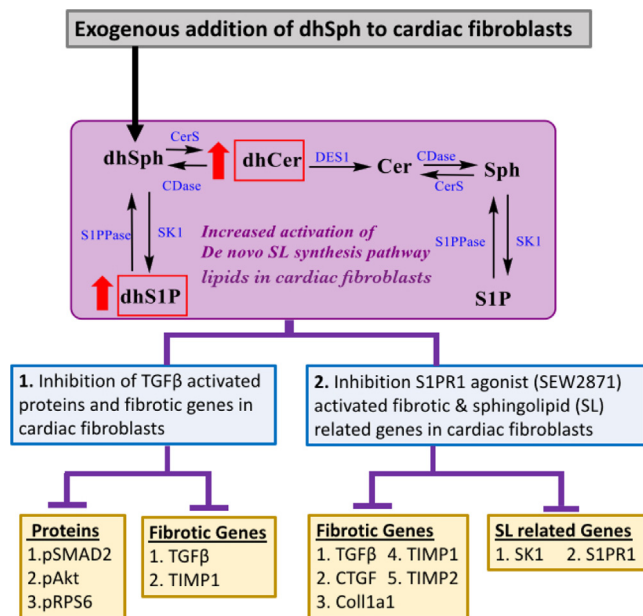 Exogenous addition of dhSph to cardiac fibroblasts
CerS
dhSph
dhCer
DES1
Cer
CDase
Sph
CDase
CerS
S1PPase
SK1
Increased activation of
De novo SL synthesis pathway
lipids in cardiac fibroblasts
S1PPase
SK1
dhS1P
S1P
1. Inhibition of TGFβ activated
proteins and fibrotic genes in
cardiac fibroblasts
2. Inhibition S1PR1 agonist (SEW2871)
activated fibrotic & sphingolipid (SL)
related genes in cardiac fibroblasts
Proteins
1.pSMAD2
2.pAkt
3.pRPS6
Fibrotic Genes
1. TGFβ
2. TIMP1
Fibrotic Genes
1. TGFβ 4. TIMP1
2. CTGF 5. TIMP2
3. Coll1a1
SL related Genes
1. SK1 2. S1PR1